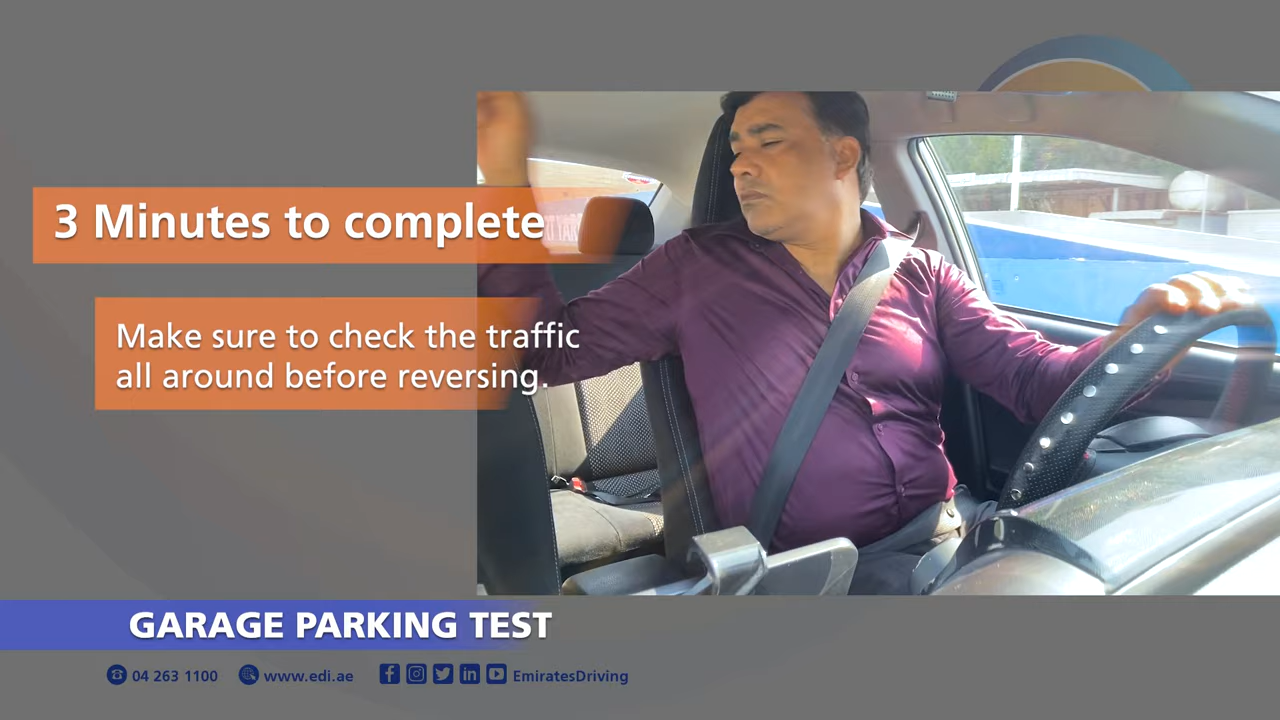 3 Minutes to complete
Make sure to check the traffic
all around before reversing.
GARAGE PARKING TEST
04 263 1100 www.edi.ae EmiratesDriving